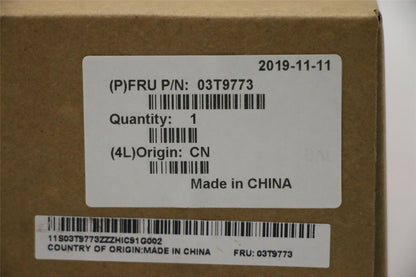 2019-11-11
(P)FRU P/N: 03T9773
Quantity: 1
(4L)Origin: CN
Made in CHINA
11S03T9773ZZZHIC91G002
COUNTRY OF ORIGIN:MADE IN CHINA FRU: 03T9773